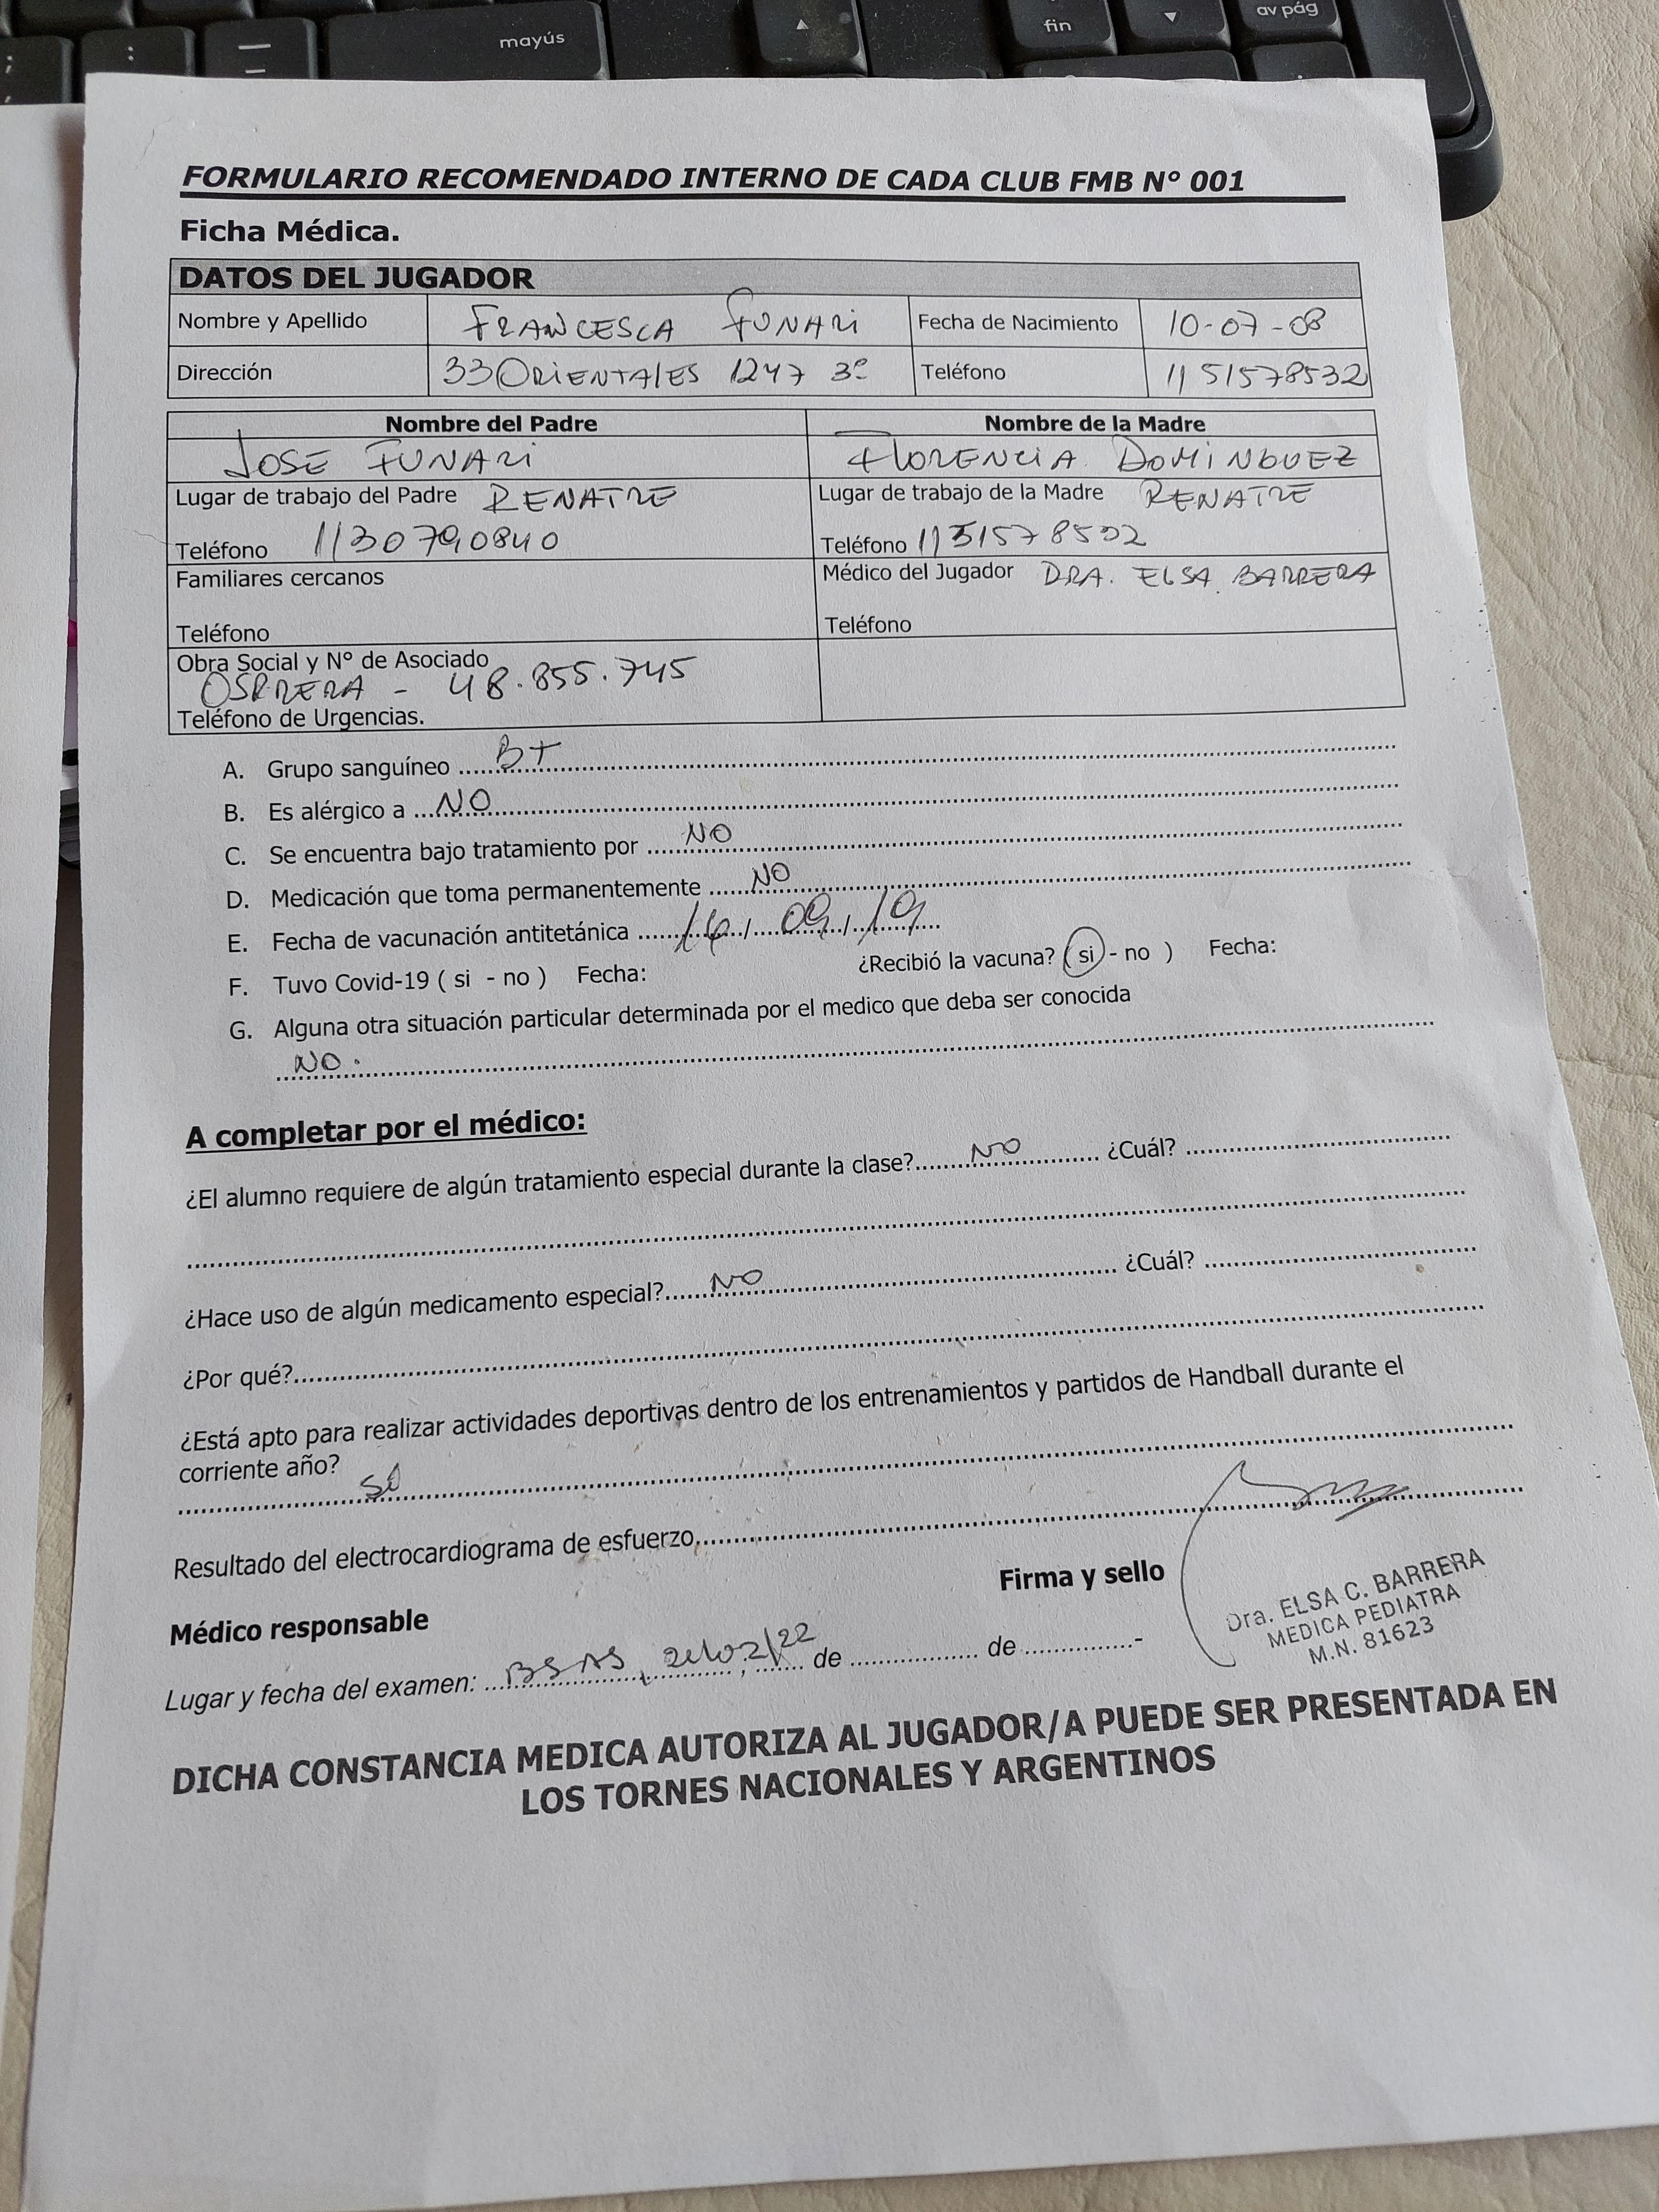 mayús
fin
av pág
FORMULARIO RECOMENDADO INTERNO DE CADA CLUB FMB N° 001
Ficha Médica.
DATOS DEL JUGADOR
Nombre y Apellido FRANCESCA FUNARI Fecha de Nacimiento 10-07-08
Dirección 33 ORIENTALES 1247 3° Teléfono 1151578532
Nombre del Padre Nombre de la Madre
JOSE FUNARI FLORENCIA DOMINGUEZ
Lugar de trabajo del Padre RENATRE Lugar de trabajo de la Madre RENATRE
Teléfono 1130790840 Teléfono 1151578532
Familiares cercanos Médico del Jugador DRA. ELSA BARRERA
Teléfono Teléfono
Obra Social y N° de Asociado
OSPRERA - 48.855.745
Teléfono de Urgencias.
A. Grupo sanguíneo B+
B. Es alérgico a NO
C. Se encuentra bajo tratamiento por NO
D. Medicación que toma permanentemente NO
E. Fecha de vacunación antitetánica / 09 / 19
F. Tuvo Covid-19 ( si - no ) Fecha: ¿Recibió la vacuna? ( si - no ) Fecha:
G. Alguna otra situación particular determinada por el medico que deba ser conocida
NO.
A completar por el médico:
¿El alumno requiere de algún tratamiento especial durante la clase? NO ¿Cuál?
¿Hace uso de algún medicamento especial? NO ¿Cuál?
¿Por qué?
¿Está apto para realizar actividades deportivas dentro de los entrenamientos y partidos de Handball durante el
corriente año?
Sí
Resultado del electrocardiograma de esfuerzo
Firma y sello
Médico responsable
Dra. ELSA C. BARRERA
MEDICA PEDIATRA
M.N. 81623
Lugar y fecha del examen: BSAS, /02/22 de de -
DICHA CONSTANCIA MEDICA AUTORIZA AL JUGADOR/A PUEDE SER PRESENTADA EN
LOS TORNES NACIONALES Y ARGENTINOS